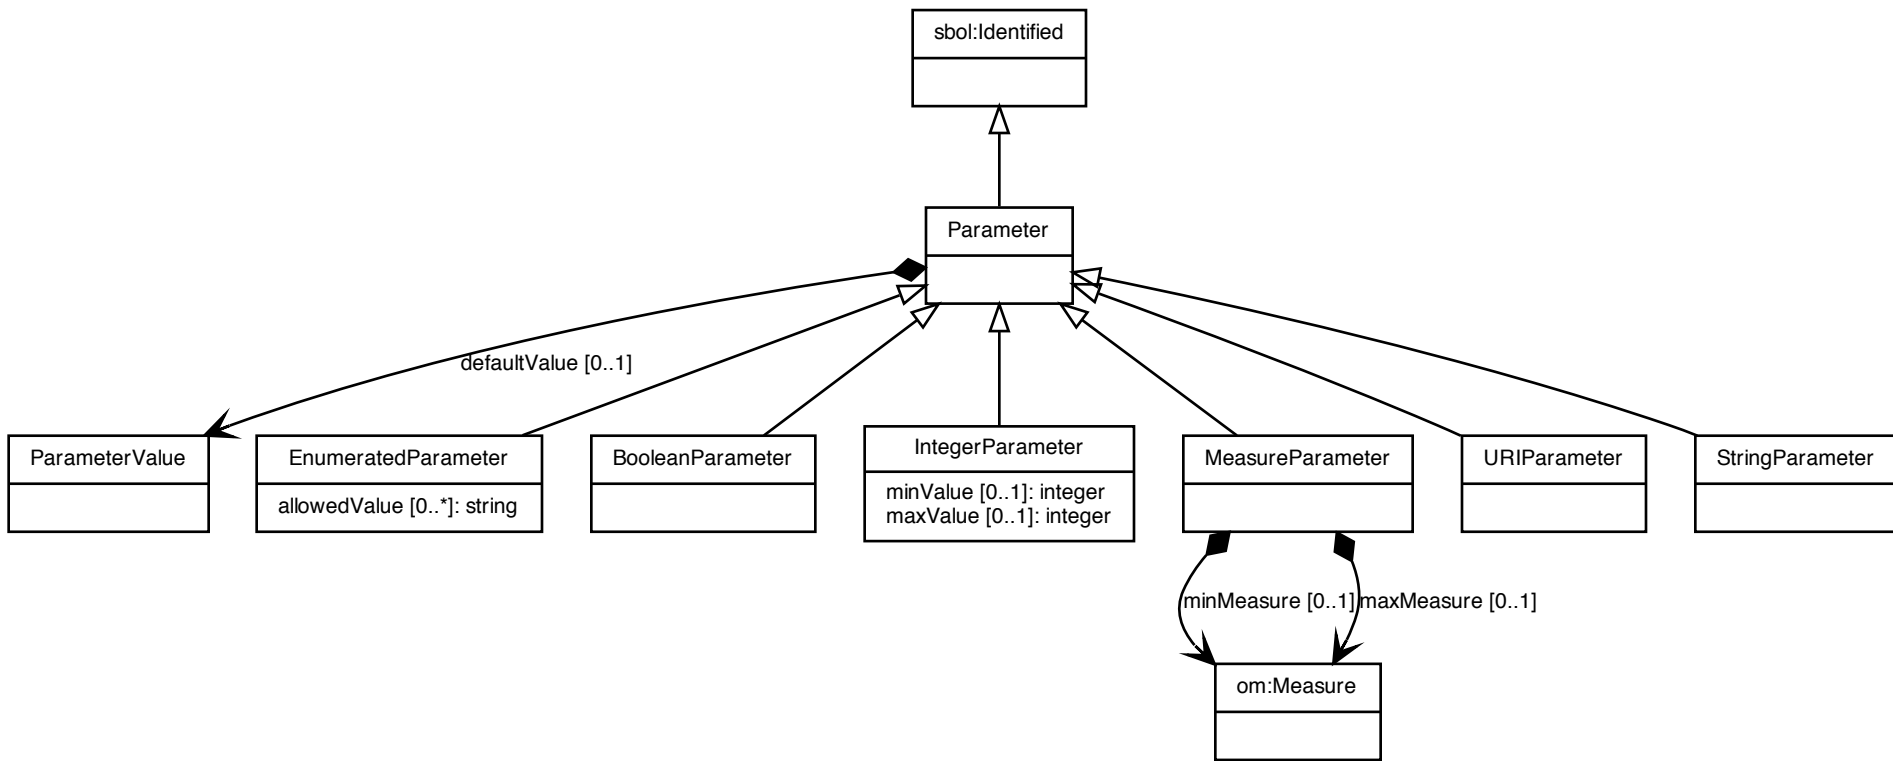 sbol:Identified
Parameter
defaultValue [0..1]
ParameterValue
EnumeratedParameter
allowedValue [0..*]: string
BooleanParameter
IntegerParameter
minValue [0..1]: integer
maxValue [0..1]: integer
MeasureParameter
URIParameter
StringParameter
minMeasure [0..1]
maxMeasure [0..1]
om:Measure